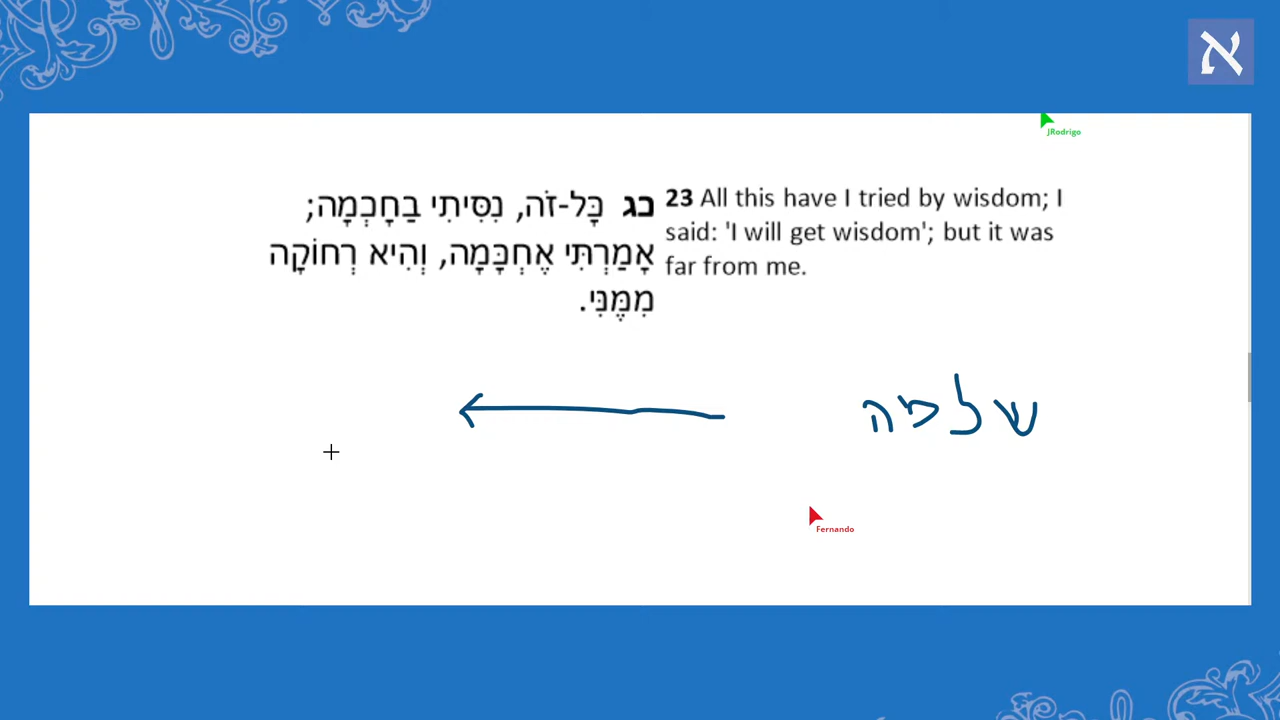 א
JRodrigo
כג כָּל-זֹה, נִסִּיתִי בַחָכְמָה;
אָמַרְתִּי אֶחְכָּמָה, וְהִיא רְחוֹקָה
מִמֶּנִּי.
23 All this have I tried by wisdom; I
said: 'I will get wisdom'; but it was
far from me.
שלמה
Fernando